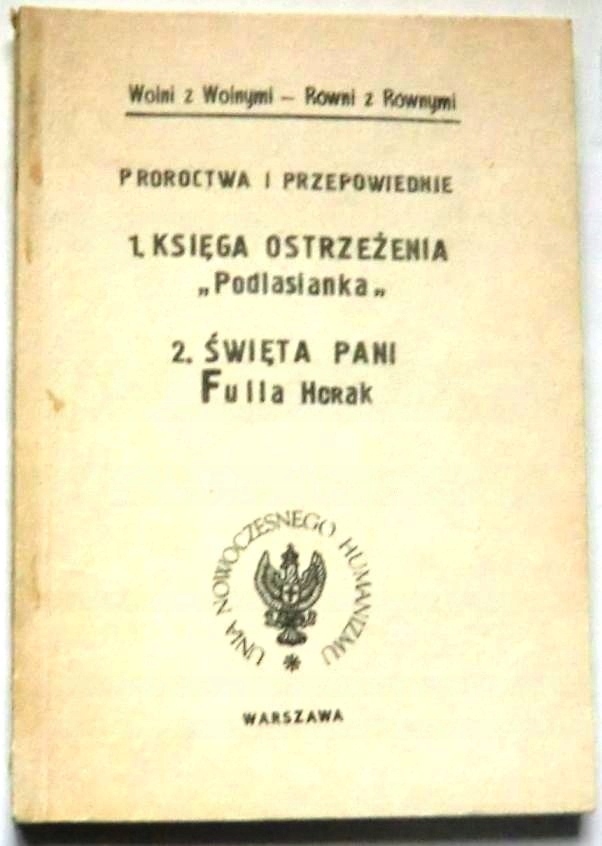 Wolni z Wolnymi — Rowni z Rownymi
PROROCTWA I PRZEPOWIEDNIE
1. KSIĘGA OSTRZEŻENIA
„Podlasianka„
2. ŚWIĘTA PANI
Fulla Horak
UNIA NOWOCZESNEGO HUMANIZMU *
WARSZAWA